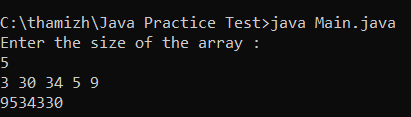 C:\thamizh\Java Practice Test>java Main.java
Enter the size of the array :
5
3 30 34 5 9
9534330